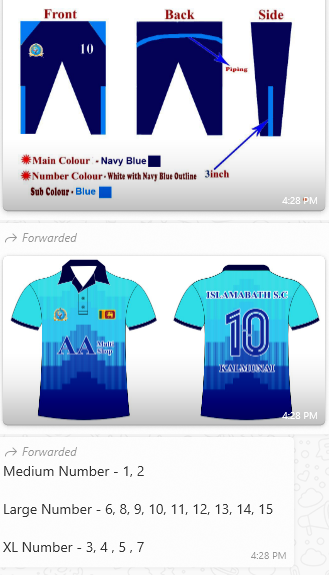 Front Back Side
10
Piping
Main Colour - Navy Blue
Number Colour - White with Navy Blue Outline
3inch
Sub Colour - Blue
4:28 PM
Forwarded
ISLAMABATH S.C
AA Mult
Shop
10
KALMUNAI
4:28 PM
Forwarded
Medium Number - 1, 2
Large Number - 6, 8, 9, 10, 11, 12, 13, 14, 15
XL Number - 3, 4 , 5 , 7
4:28 PM